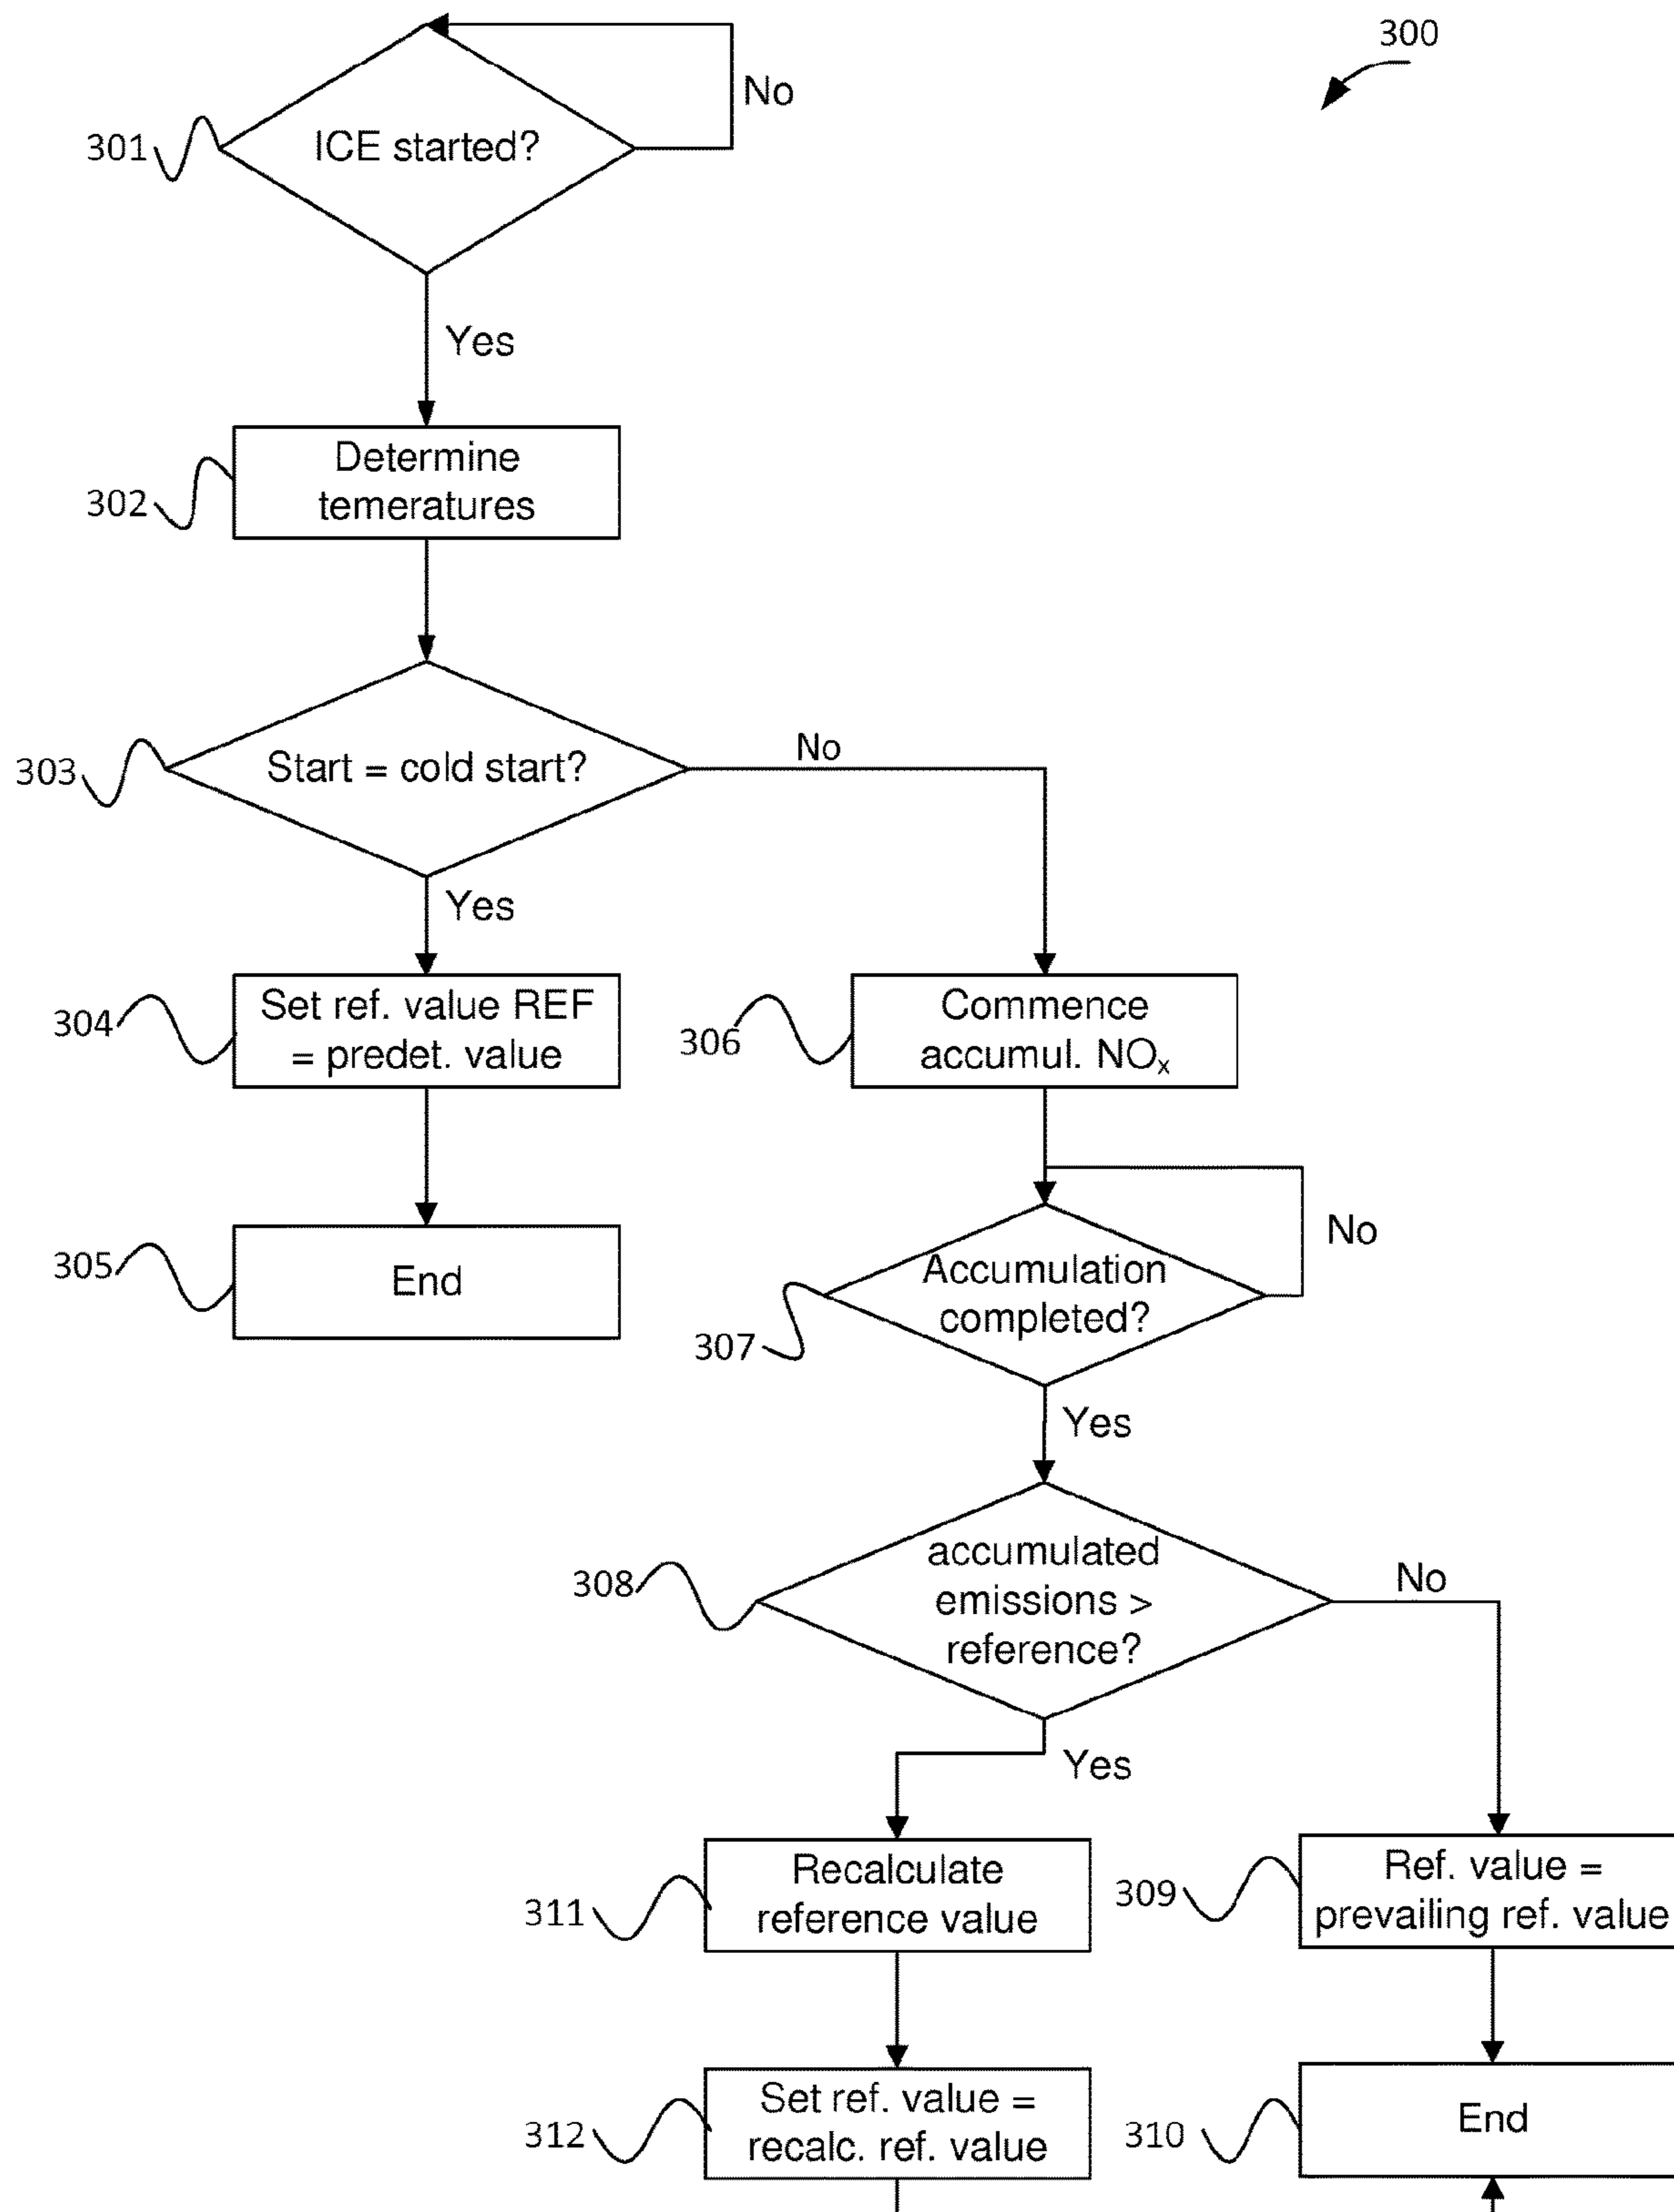 300
No
301
ICE started?
Yes
302
Determine
temeratures
303
Start = cold start?
No
Yes
304
Set ref. value REF
= predet. value
306
Commence
accumul. NOx
305
End
No
307
Accumulation
completed?
Yes
308
accumulated
emissions >
reference?
No
Yes
311
Recalculate
reference value
309
Ref. value =
prevailing ref. value
312
Set ref. value =
recalc. ref. value
310
End